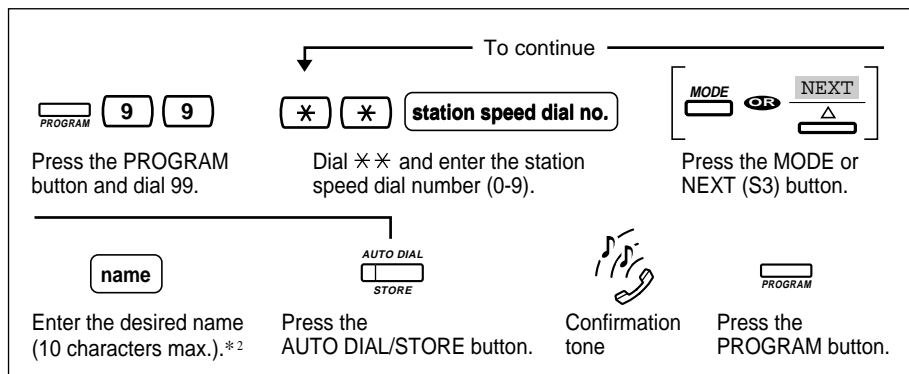 To continue
PROGRAM 9 9
✳ ✳ station speed dial no.
MODE OR NEXT
Press the PROGRAM
button and dial 99.
Dial ✳✳ and enter the station
speed dial number (0-9).
Press the MODE or
NEXT (S3) button.
name
AUTO DIAL
STORE
PROGRAM
Enter the desired name
(10 characters max.).*2
Press the
AUTO DIAL/STORE button.
Confirmation
tone
Press the
PROGRAM button.